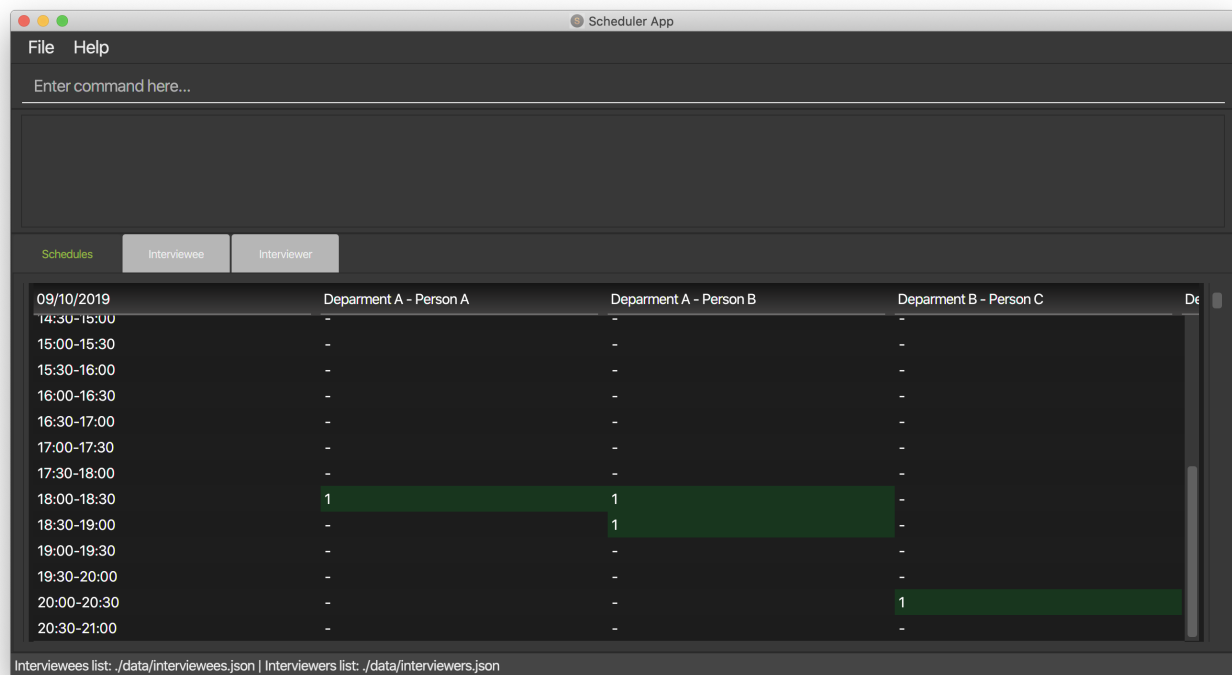 Scheduler App
File Help
Enter command here...
Schedules Interviewee Interviewer
09/10/2019 Deparment A - Person A Deparment A - Person B Deparment B - Person C De
14:30-15:00 - - -
15:00-15:30 - - -
15:30-16:00 - - -
16:00-16:30 - - -
16:30-17:00 - - -
17:00-17:30 - - -
17:30-18:00 - - -
18:00-18:30 1 1 -
18:30-19:00 - 1 -
19:00-19:30 - - -
19:30-20:00 - - -
20:00-20:30 - - 1
20:30-21:00 - - -
Interviewees list: ./data/interviewees.json | Interviewers list: ./data/interviewers.json